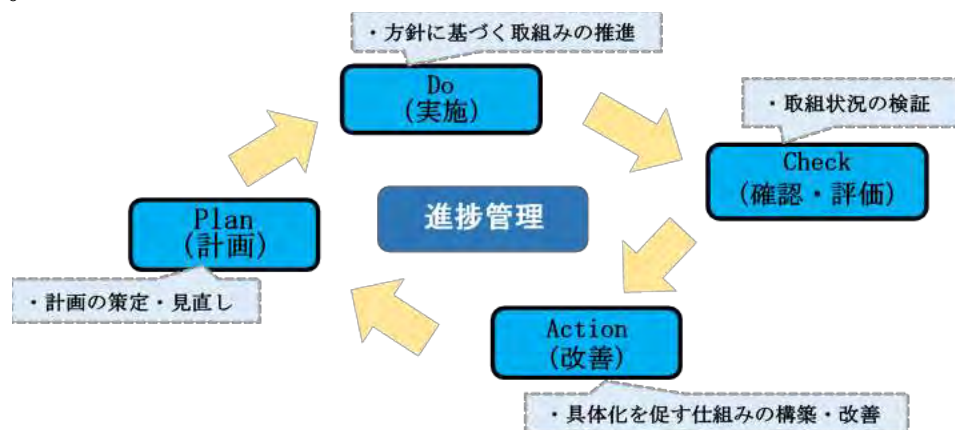 ・方針に基づく取組みの推進
Do
(実施)
・取組状況の検証
Check
(確認・評価)
進捗管理
Plan
(計画)
・計画の策定・見直し
Action
(改善)
・具体化を促す仕組みの構築・改善